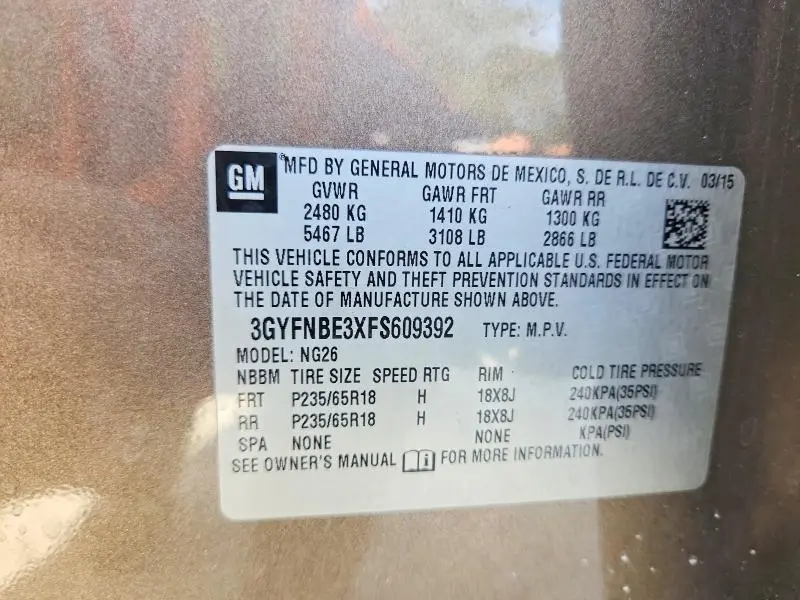 GM ® MFD BY GENERAL MOTORS DE MEXICO, S. DE R.L. DE C.V. 03/15
GVWR GAWR FRT GAWR RR
2480 KG 1410 KG 1300 KG
5467 LB 3108 LB 2866 LB
THIS VEHICLE CONFORMS TO ALL APPLICABLE U.S. FEDERAL MOTOR
VEHICLE SAFETY AND THEFT PREVENTION STANDARDS IN EFFECT ON
THE DATE OF MANUFACTURE SHOWN ABOVE.
3GYFNBE3XFS609392 TYPE: M.P.V.
MODEL: NG26
NBBM TIRE SIZE SPEED RTG RIM COLD TIRE PRESSURE
FRT P235/65R18 H 18X8J 240KPA(35PSI)
RR P235/65R18 H 18X8J 240KPA(35PSI)
SPA NONE NONE KPA(PSI)
SEE OWNER'S MANUAL i FOR MORE INFORMATION.